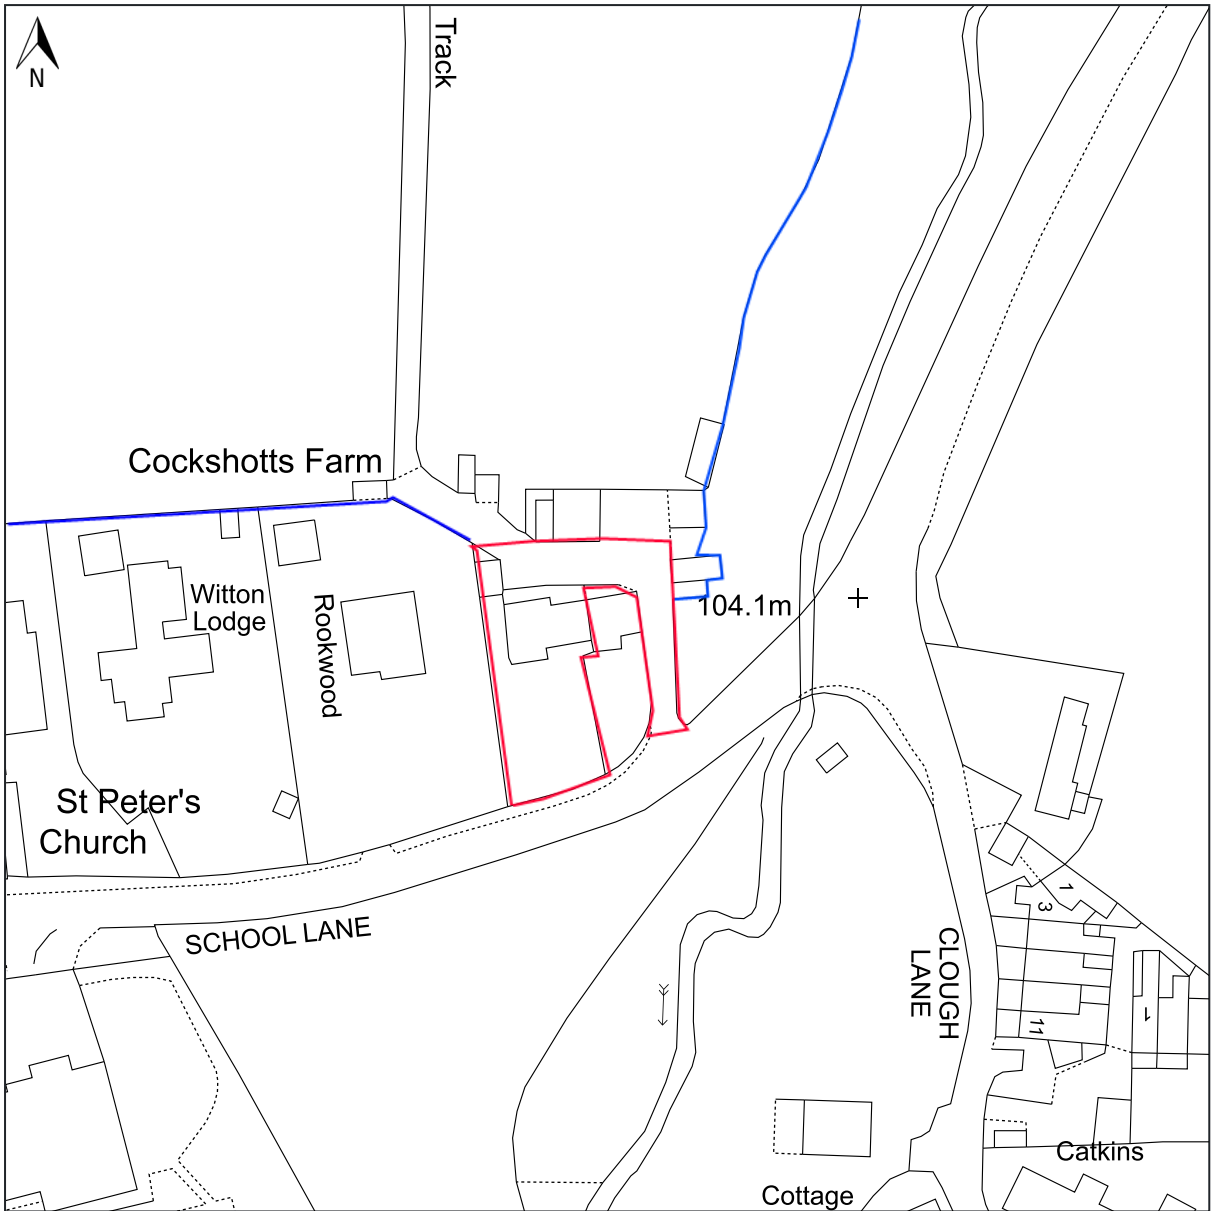 Track
N
Cockshotts Farm
Witton
Lodge
Rookwood
104.1m
St Peter's
Church
SCHOOL LANE
CLOUGH
LANE
1
3
11
1
Catkins
Cottage